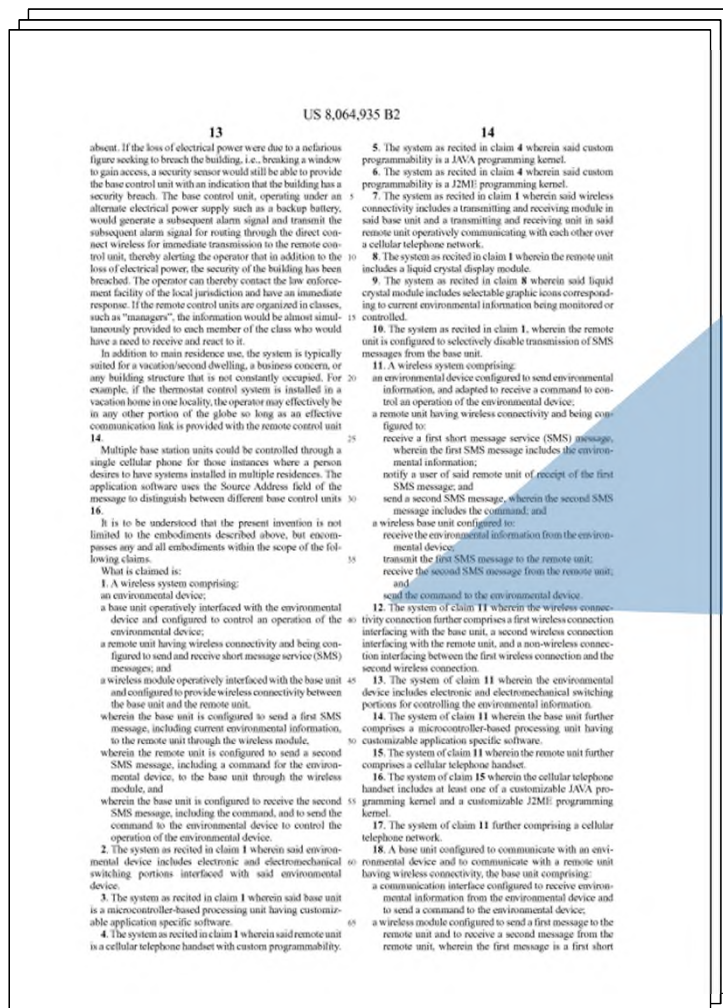 US 8,064,935 B2
13
absent. If the loss of electrical power were due to a nefarious
figure seeking to breach the building, i.e., breaking a window
to gain access, a security sensor would still be able to provide
the base control unit with an indication that the building has a
security breach. The base control unit, operating under an 5
alternate electrical power supply such as a backup battery,
would generate a subsequent alarm signal and transmit the
subsequent alarm signal for routing through the direct con-
nect wireless for immediate transmission to the remote con-
trol unit, thereby alerting the operator that in addition to the 10
loss of electrical power, the security of the building has been
breached. The operator can thereby contact the law enforce-
ment facility of the local jurisdiction and have an immediate
response. If the remote control units are organized in classes,
such as "managers", the information would be almost simul- 15
taneously provided to each member of the class who would
have a need to receive and react to it.
In addition to main residence use, the system is typically
suited for a vacation/second dwelling, a business concern, or
any building structure that is not constantly occupied. For 20
example, if the thermostat control system is installed in a
vacation home in one locality, the operator may effectively be
in any other portion of the globe so long as an effective
communication link is provided with the remote control unit
14. 25
Multiple base station units could be controlled through a
single cellular phone for those instances where a person
desires to have systems installed in multiple residences. The
application software uses the Source Address field of the
message to distinguish between different base control units 30
16.
It is to be understood that the present invention is not
limited to the embodiments described above, but encom-
passes any and all embodiments within the scope of the fol-
lowing claims. 35
What is claimed is:
1. A wireless system comprising:
an environmental device;
a base unit operatively interfaced with the environmental
device and configured to control an operation of the 40
environmental device;
a remote unit having wireless connectivity and being con-
figured to send and receive short message service (SMS)
messages; and
a wireless module operatively interfaced with the base unit 45
and configured to provide wireless connectivity between
the base unit and the remote unit,
wherein the base unit is configured to send a first SMS
message, including current environmental information,
to the remote unit through the wireless module, 50
wherein the remote unit is configured to send a second
SMS message, including a command for the environ-
mental device, to the base unit through the wireless
module, and
wherein the base unit is configured to receive the second 55
SMS message, including the command, and to send the
command to the environmental device to control the
operation of the environmental device.
2. The system as recited in claim 1 wherein said environ-
mental device includes electronic and electromechanical 60
switching portions interfaced with said environmental
device.
3. The system as recited in claim 1 wherein said base unit
is a microcontroller-based processing unit having customiz-
able application specific software. 65
4. The system as recited in claim 1 wherein said remote unit
is a cellular telephone handset with custom programmability.
14
5. The system as recited in claim 4 wherein said custom
programmability is a JAVA programming kernel.
6. The system as recited in claim 4 wherein said custom
programmability is a J2ME programming kernel.
7. The system as recited in claim 1 wherein said wireless
connectivity includes a transmitting and receiving module in
said base unit and a transmitting and receiving unit in said
remote unit operatively communicating with each other over
a cellular telephone network.
8. The system as recited in claim 1 wherein the remote unit
includes a liquid crystal display module.
9. The system as recited in claim 8 wherein said liquid
crystal module includes selectable graphic icons correspond-
ing to current environmental information being monitored or
controlled.
10. The system as recited in claim 1, wherein the remote
unit is configured to selectively disable transmission of SMS
messages from the base unit.
11. A wireless system comprising:
an environmental device configured to send environmental
information, and adapted to receive a command to con-
trol an operation of the environmental device;
a remote unit having wireless connectivity and being con-
figured to:
receive a first short message service (SMS) message,
wherein the first SMS message includes the environ-
mental information;
notify a user of said remote unit of receipt of the first
SMS message; and
send a second SMS message, wherein the second SMS
message includes the command; and
a wireless base unit configured to:
receive the environmental information from the environ-
mental device;
transmit the first SMS message to the remote unit;
receive the second SMS message from the remote unit;
and
send the command to the environmental device.
12. The system of claim 11 wherein the wireless connec-
tivity connection further comprises a first wireless connection
interfacing with the base unit, a second wireless connection
interfacing with the remote unit, and a non-wireless connec-
tion interfacing between the first wireless connection and the
second wireless connection.
13. The system of claim 11 wherein the environmental
device includes electronic and electromechanical switching
portions for controlling the environmental information.
14. The system of claim 11 wherein the base unit further
comprises a microcontroller-based processing unit having
customizable application specific software.
15. The system of claim 11 wherein the remote unit further
comprises a cellular telephone handset.
16. The system of claim 15 wherein the cellular telephone
handset includes at least one of a customizable JAVA pro-
gramming kernel and a customizable J2ME programming
kernel.
17. The system of claim 11 further comprising a cellular
telephone network.
18. A base unit configured to communicate with an envi-
ronmental device and to communicate with a remote unit
having wireless connectivity, the base unit comprising:
a communication interface configured to receive environ-
mental information from the environmental device and
to send a command to the environmental device;
a wireless module configured to send a first message to the
remote unit and to receive a second message from the
remote unit, wherein the first message is a first short